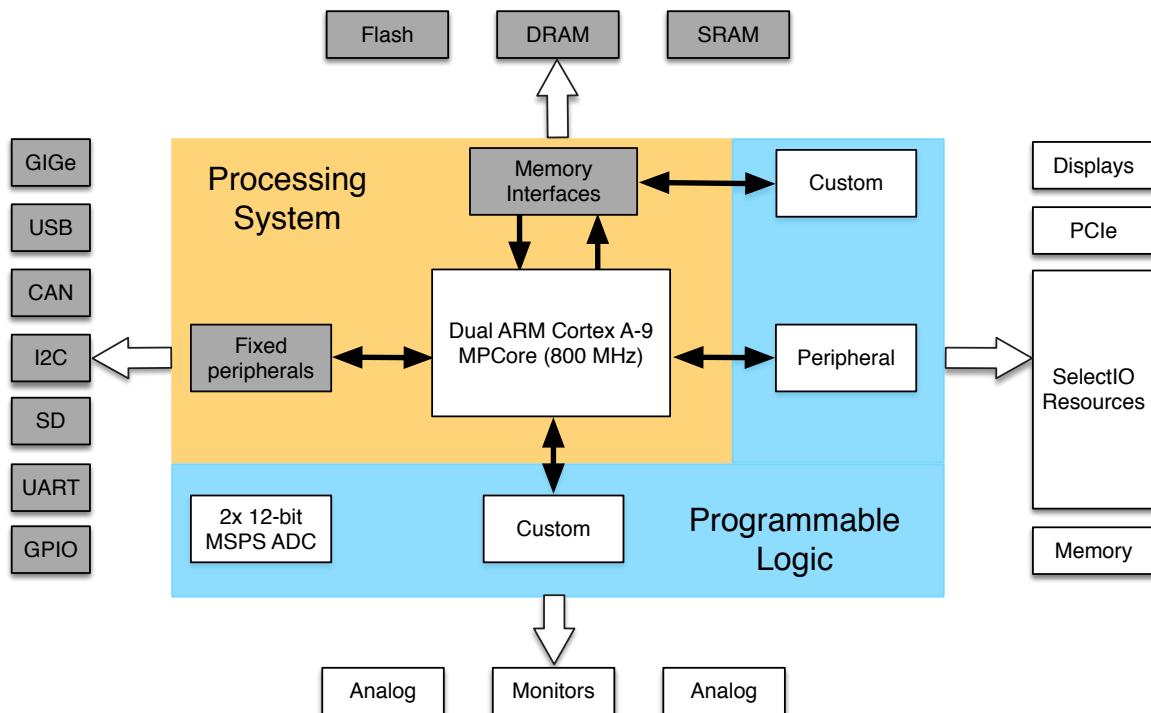 Flash
DRAM
SRAM
GIGe
USB
CAN
I2C
SD
UART
GPIO
Processing
System
Memory
Interfaces
Custom
Dual ARM Cortex A-9
MPCore (800 MHz)
Fixed
peripherals
Peripheral
2x 12-bit
MSPS ADC
Custom
Programmable
Logic
Displays
PCIe
SelectIO
Resources
Memory
Analog
Monitors
Analog